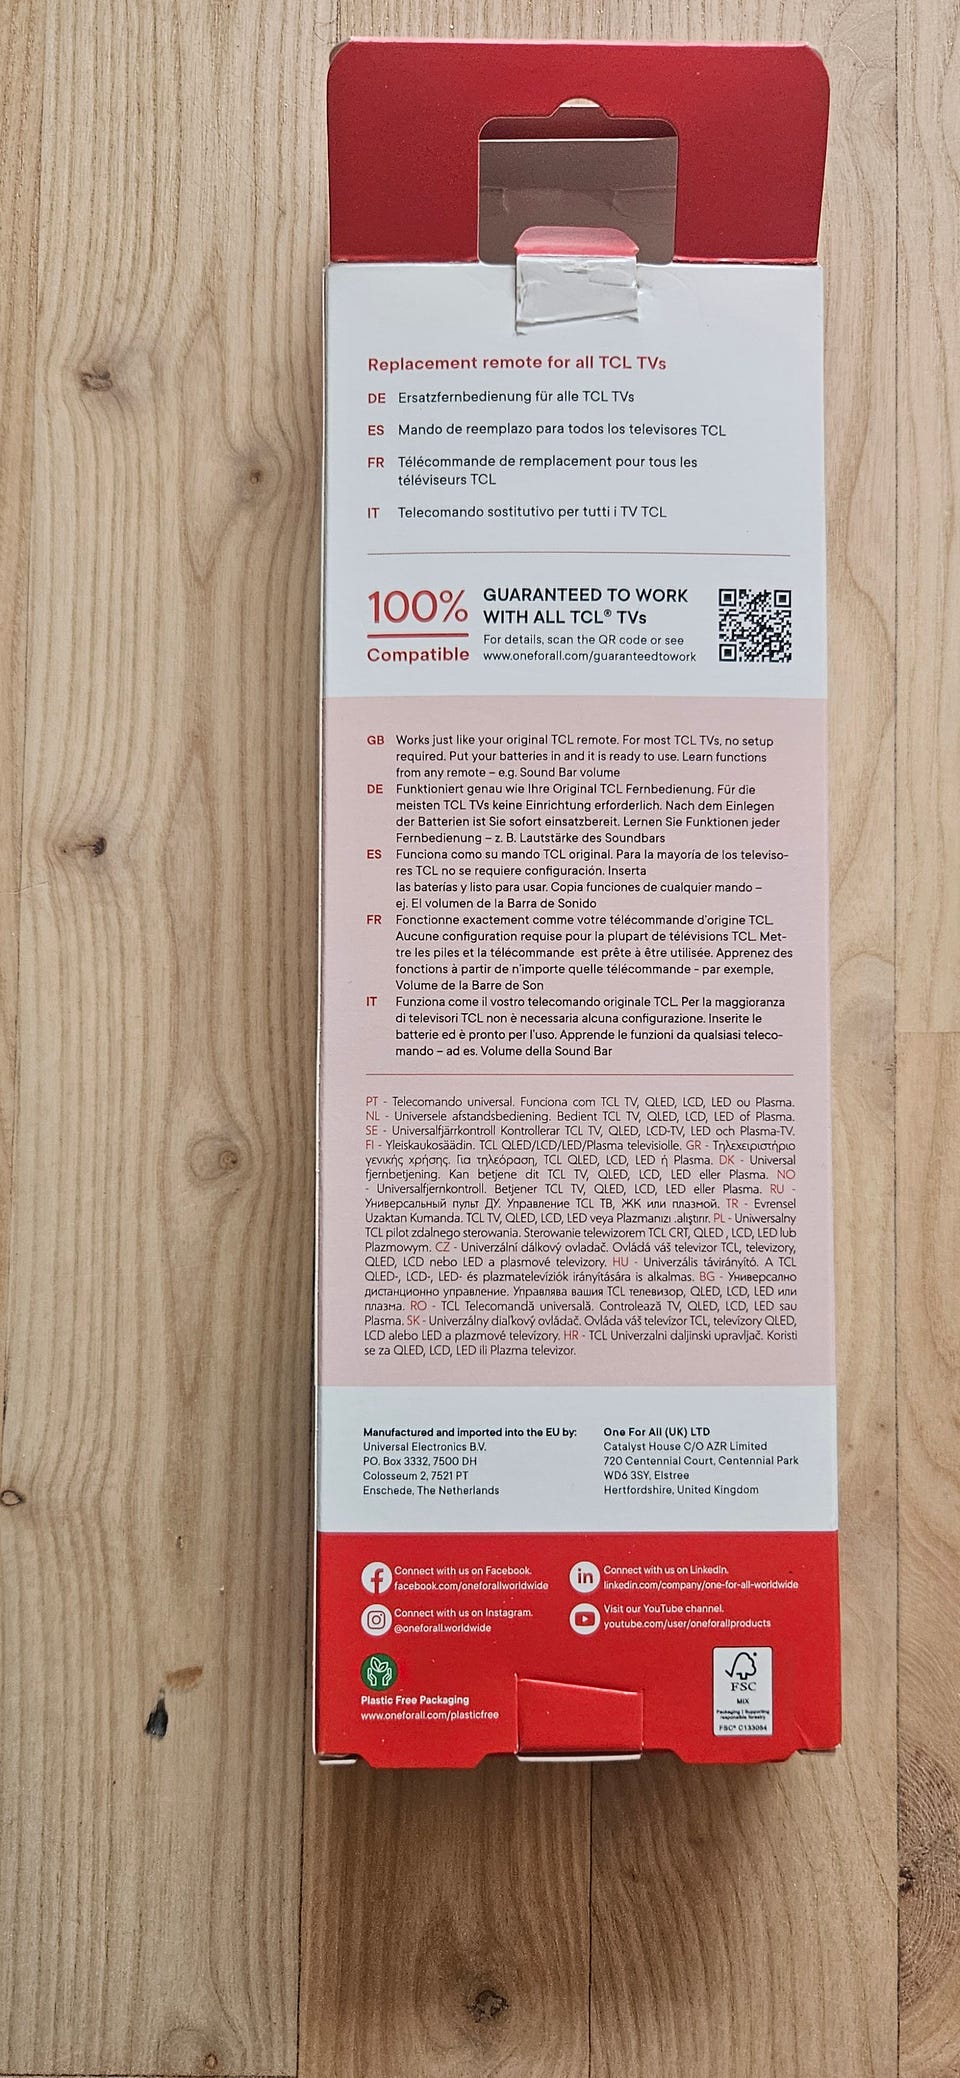 Replacement remote for all TCL TVs
DE Ersatzfernbedienung für alle TCL TVs
ES Mando de reemplazo para todos los televisores TCL
FR Télécommande de remplacement pour tous les
téléviseurs TCL
IT Telecomando sostitutivo per tutti i TV TCL
100%
Compatible
GUARANTEED TO WORK
WITH ALL TCL® TVs
For details, scan the QR code or see
www.oneforall.com/guaranteedtowork
GB Works just like your original TCL remote. For most TCL TVs, no setup
required. Put your batteries in and it is ready to use. Learn functions
from any remote – e.g. Sound Bar volume
DE Funktioniert genau wie Ihre Original TCL Fernbedienung. Für die
meisten TCL TVs keine Einrichtung erforderlich. Nach dem Einlegen
der Batterien ist Sie sofort einsatzbereit. Lernen Sie Funktionen jeder
Fernbedienung – z. B. Lautstärke des Soundbars
ES Funciona como su mando TCL original. Para la mayoría de los televiso-
res TCL no se requiere configuración. Inserta
las baterías y listo para usar. Copia funciones de cualquier mando –
ej. El volumen de la Barra de Sonido
FR Fonctionne exactement comme votre télécommande d'origine TCL.
Aucune configuration requise pour la plupart de télévisions TCL. Met-
tre les piles et la télécommande est prête à être utilisée. Apprenez des
fonctions à partir de n'importe quelle télécommande - par exemple,
Volume de la Barre de Son
IT Funziona come il vostro telecomando originale TCL. Per la maggioranza
di televisori TCL non è necessaria alcuna configurazione. Inserite le
batterie ed è pronto per l'uso. Apprende le funzioni da qualsiasi teleco-
mando – ad es. Volume della Sound Bar
PT - Telecomando universal. Funciona com TCL TV, QLED, LCD, LED ou Plasma.
NL - Universele afstandsbediening. Bedient TCL TV, QLED, LCD, LED of Plasma.
SE - Universalfjärrkontroll Kontrollerar TCL TV, QLED, LCD-TV, LED och Plasma-TV.
FI - Yleiskaukosäädin. TCL QLED/LCD/LED/Plasma televisiolle. GR - Τηλεχειριστήριο
γενικής χρήσης. Για τηλεόραση, TCL QLED, LCD, LED ή Plasma. DK - Universal
fjernbetjening. Kan betjene dit TCL TV, QLED, LCD, LED eller Plasma. NO
- Universalfjernkontroll. Betjener TCL TV, QLED, LCD, LED eller Plasma. RU -
Универсальный пульт ДУ. Управление TCL ТВ, ЖК или плазмой. TR - Evrensel
Uzaktan Kumanda. TCL TV, QLED, LCD, LED veya Plazmanızı .alıştırır. PL - Uniwersalny
TCL pilot zdalnego sterowania. Sterowanie telewizorem TCL CRT, QLED , LCD, LED lub
Plazmowym. CZ - Univerzální dálkový ovladač. Ovládá váš televizor TCL, televizory,
QLED, LCD nebo LED a plasmové televizory. HU - Univerzális távirányító. A TCL
QLED-, LCD-, LED- és plazmatelevíziók irányítására is alkalmas. BG - Универсално
дистанционно управление. Управлява вашия TCL телевизор, QLED, LCD, LED или
плазма. RO - TCL Telecomandă universală. Controlează TV, QLED, LCD, LED sau
Plasma. SK - Univerzálny diaľkový ovládač. Ovláda váš televízor TCL, televízory QLED,
LCD alebo LED a plazmové televízory. HR - TCL Univerzalni daljinski upravljač. Koristi
se za QLED, LCD, LED ili Plazma televizor.
Manufactured and imported into the EU by:
Universal Electronics B.V.
PO. Box 3332, 7500 DH
Colosseum 2, 7521 PT
Enschede, The Netherlands
One For All (UK) LTD
Catalyst House C/O AZR Limited
720 Centennial Court, Centennial Park
WD6 3SY, Elstree
Hertfordshire, United Kingdom
Connect with us on Facebook.
facebook.com/oneforallworldwide
Connect with us on LinkedIn.
linkedin.com/company/one-for-all-worldwide
Connect with us on Instagram.
@oneforall.worldwide
Visit our YouTube channel.
youtube.com/user/oneforallproducts
Plastic Free Packaging
www.oneforall.com/plasticfree
FSC
MIX
Packaging | Supporting
responsible forestry
FSC® C133084